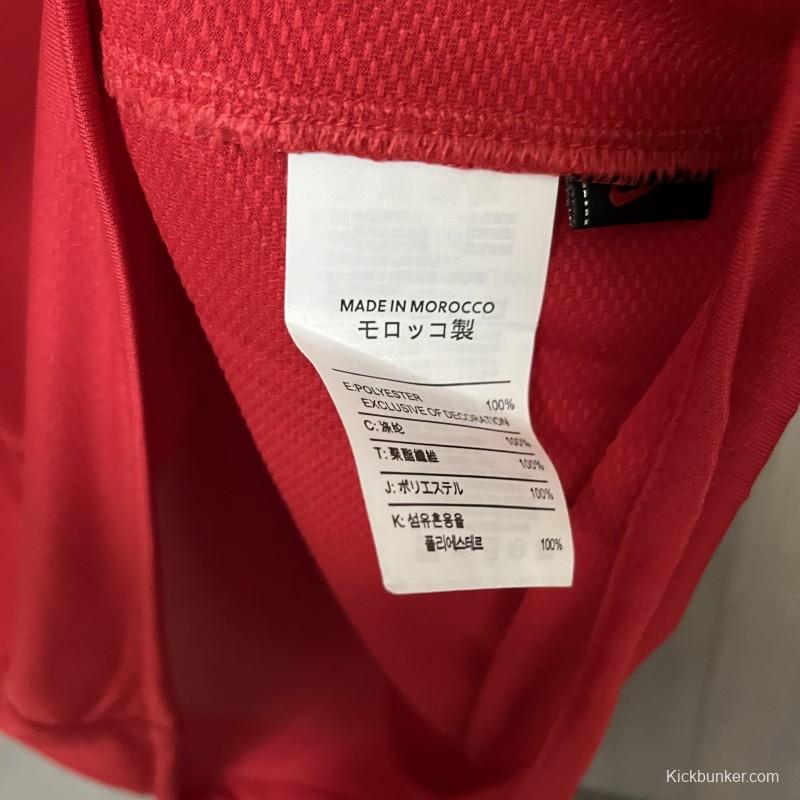 MADE IN MOROCCO
モロッコ製
E:POLYESTER 100%
EXCLUSIVE OF DECORATION
C: 涤纶 100%
T: 聚酯纖維 100%
J: ポリエステル 100%
K: 섬유혼용율
폴리에스테르 100%
Kickbunker.com